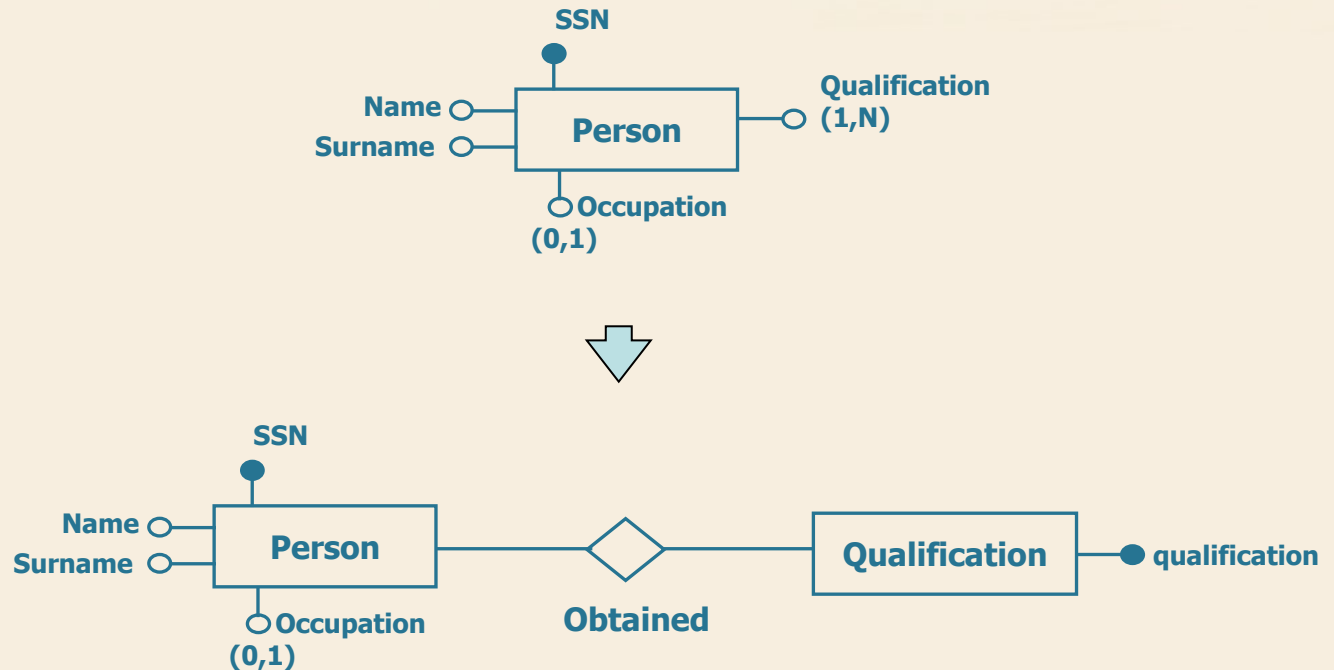 SSN
Qualification
(1,N)
Name
Person
Surname
Occupation
(0,1)
SSN
Name
Person
Qualification
qualification
Surname
Occupation
Obtained
(0,1)